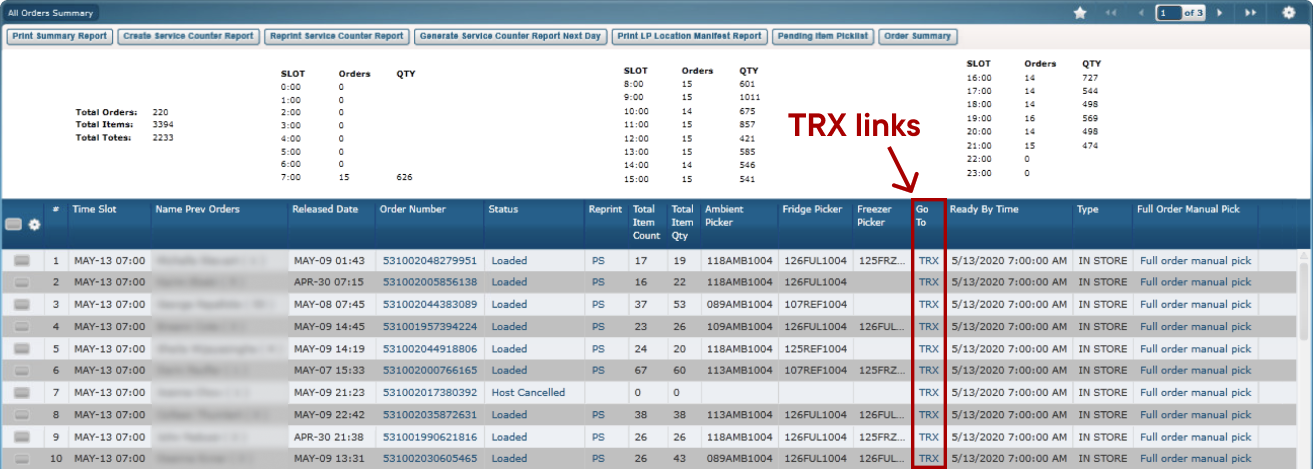 All Orders Summary
1 of 3
Print Summary Report Create Service Counter Report Reprint Service Counter Report Generate Service Counter Report Next Day Print LP Location Manifest Report Pending Item Picklist Order Summary
Total Orders: 220
Total Items: 3394
Total Totes: 2233
SLOT Orders QTY
0:00 0
1:00 0
2:00 0
3:00 0
4:00 0
5:00 0
6:00 0
7:00 15 626
SLOT Orders QTY
8:00 15 601
9:00 15 1011
10:00 14 675
11:00 15 857
12:00 15 421
13:00 15 585
14:00 14 546
15:00 15 541
SLOT Orders QTY
16:00 14 727
17:00 14 544
18:00 14 498
19:00 16 569
20:00 14 498
21:00 15 474
22:00 0
23:00 0
TRX links
# Time Slot Name Prev Orders Released Date Order Number Status Reprint Total Item Count Total Item Qty Ambient Picker Fridge Picker Freezer Picker Go To Ready By Time Type Full Order Manual Pick
1 MAY-13 07:00 MAY-09 01:43 531002048279951 Loaded PS 17 19 118AMB1004 126FUL1004 125FRZ... TRX 5/13/2020 7:00:00 AM IN STORE Full order manual pick
2 MAY-13 07:00 APR-30 07:15 531002005856138 Loaded PS 16 22 118AMB1004 126FUL1004 TRX 5/13/2020 7:00:00 AM IN STORE Full order manual pick
3 MAY-13 07:00 MAY-08 07:45 531002044383089 Loaded PS 37 53 089AMB1004 107REF1004 TRX 5/13/2020 7:00:00 AM IN STORE Full order manual pick
4 MAY-13 07:00 MAY-09 14:45 531001957394224 Loaded PS 23 26 109AMB1004 126FUL1004 126FUL... TRX 5/13/2020 7:00:00 AM IN STORE Full order manual pick
5 MAY-13 07:00 MAY-09 14:19 531002044918806 Loaded PS 24 20 118AMB1004 125REF1004 TRX 5/13/2020 7:00:00 AM IN STORE Full order manual pick
6 MAY-13 07:00 MAY-07 15:33 531002000766165 Loaded PS 67 60 113AMB1004 107REF1004 125FRZ... TRX 5/13/2020 7:00:00 AM IN STORE Full order manual pick
7 MAY-13 07:00 MAY-09 21:23 531002017380392 Host Cancelled 0 0 TRX 5/13/2020 7:00:00 AM IN STORE Full order manual pick
8 MAY-13 07:00 MAY-09 22:42 531002035872631 Loaded PS 38 38 113AMB1004 126FUL1004 126FUL... TRX 5/13/2020 7:00:00 AM IN STORE Full order manual pick
9 MAY-13 07:00 APR-30 21:38 531001990621816 Loaded PS 26 26 118AMB1004 126FUL1004 125FRZ... TRX 5/13/2020 7:00:00 AM IN STORE Full order manual pick
10 MAY-13 07:00 MAY-09 13:31 531002030605465 Loaded PS 26 43 089AMB1004 126FUL1004 126FUL... TRX 5/13/2020 7:00:00 AM IN STORE Full order manual pick